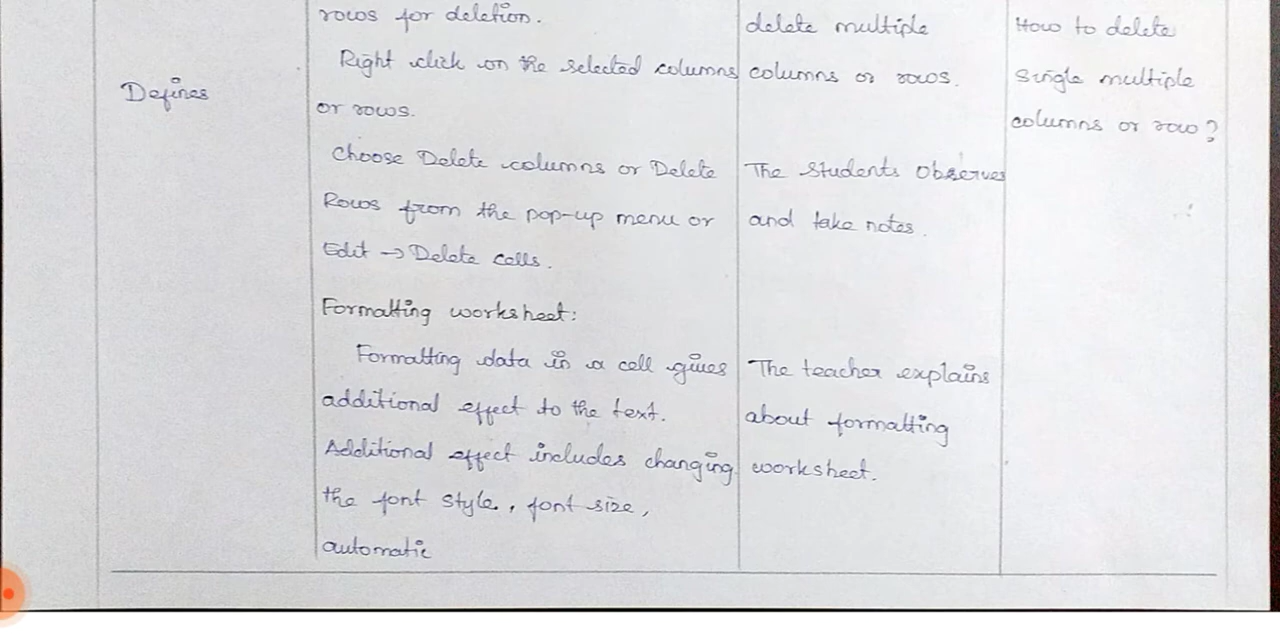 Defines
rows for deletion.
Right click on the selected columns
or rows.
Choose Delete columns or Delete
Rows from the pop-up menu or
Edit → Delete cells.
Formatting worksheet:
Formatting data in a cell gives
additional effect to the text.
Additional effect includes changing
the font style, font size,
automatic
delete multiple
columns or rows.
The students observes
and take notes.
The teacher explains
about formatting
worksheet.
How to delete
single multiple
columns or row?